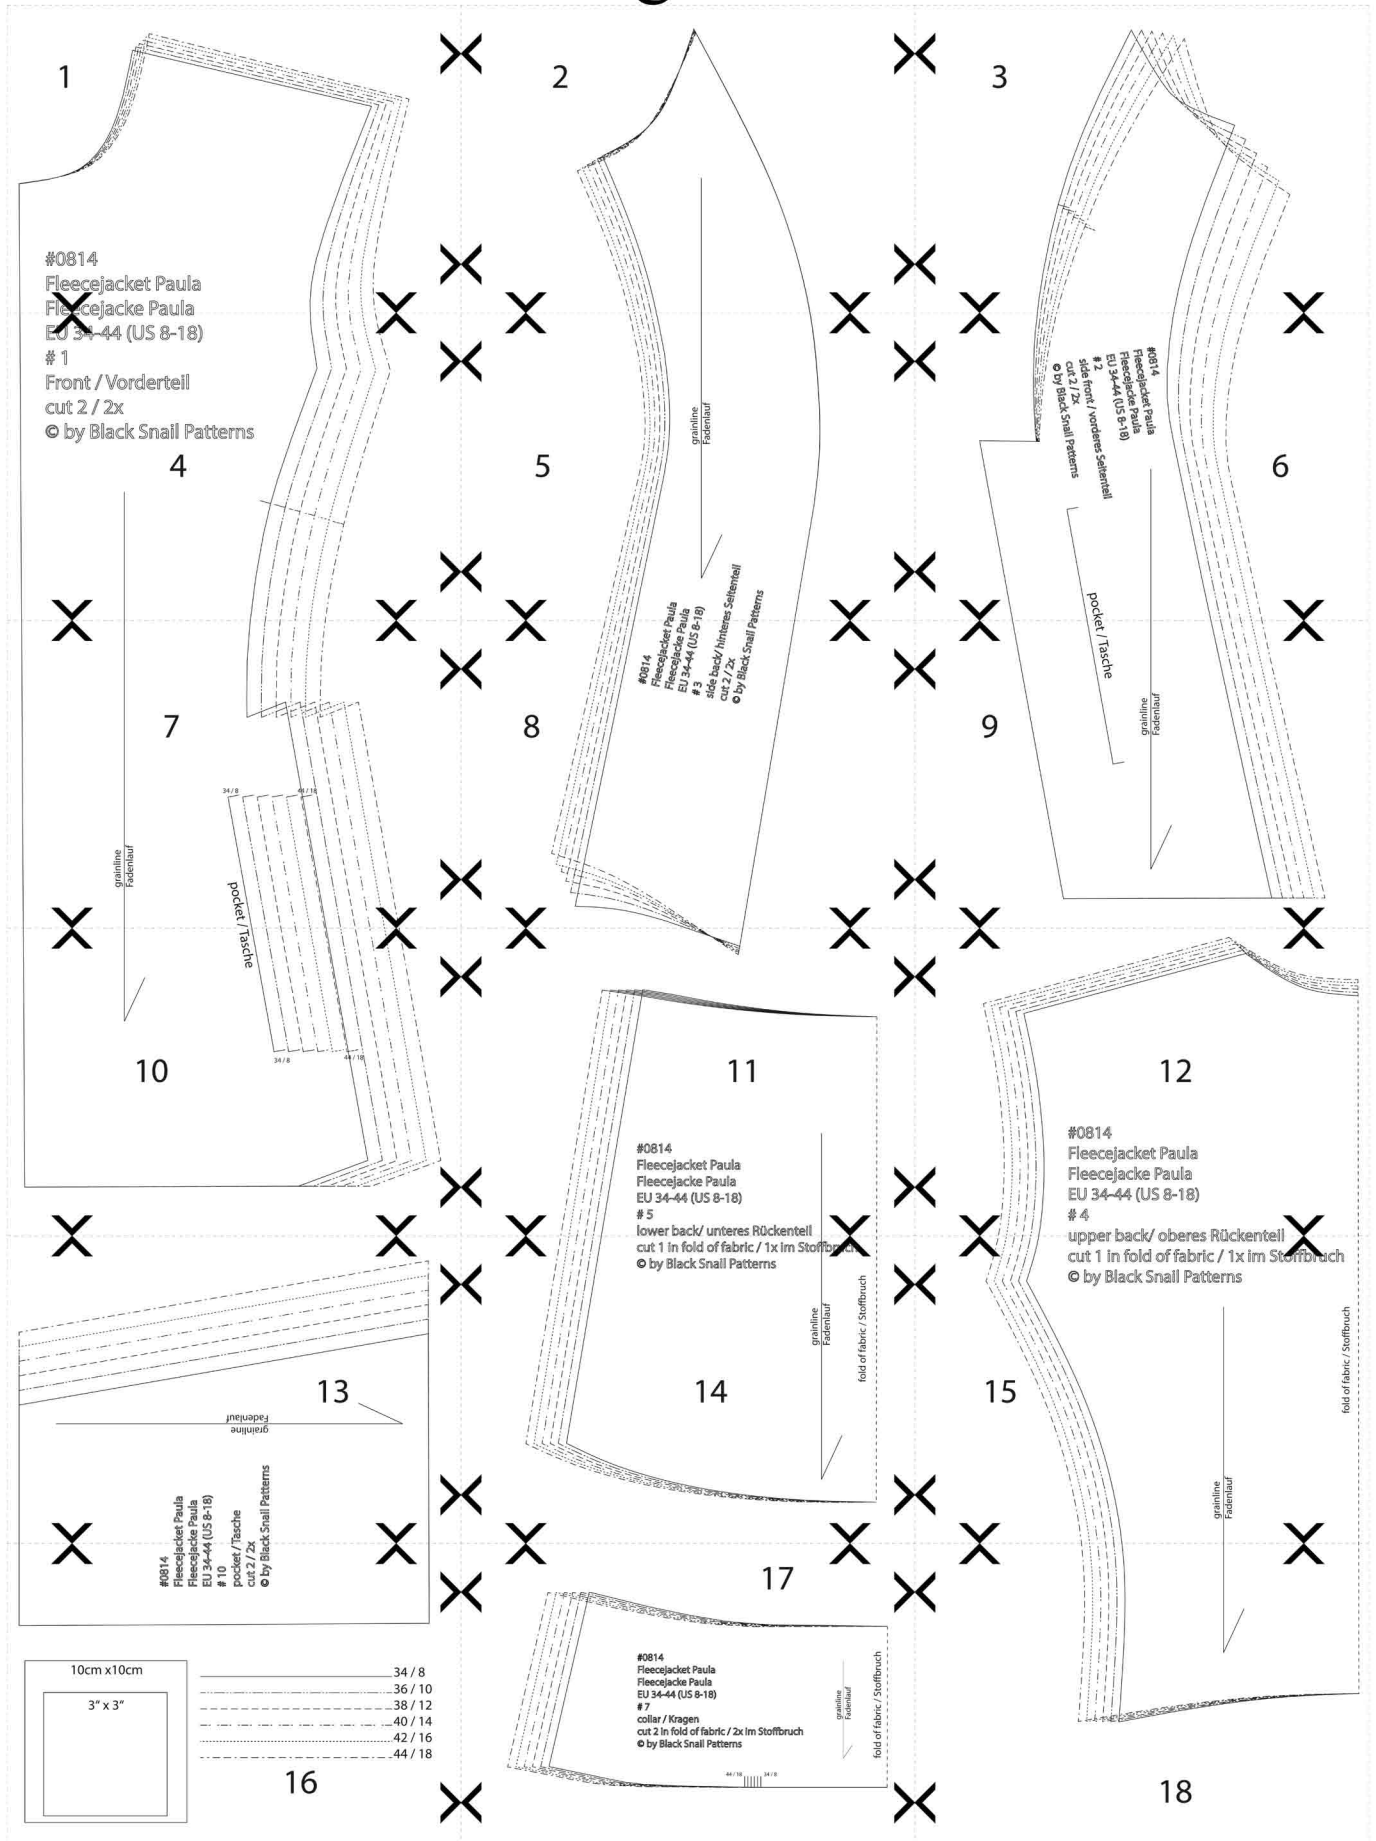 1
2
3
#0814
Fleecejacket Paula
Fleecejacke Paula
EU 34-44 (US 8-18)
# 1
Front / Vorderteil
cut 2 / 2x
© by Black Snail Patterns
4
5
grainline
Fadenlauf
#0814
Fleecejacket Paula
Fleecejacke Paula
EU 34-44 (US 8-18)
# 2
side front / vorderes Seitenteil
cut 2 / 2x
© by Black Snail Patterns
6
pocket / Tasche
grainline
Fadenlauf
#0814
Fleecejacket Paula
Fleecejacke Paula
EU 34-44 (US 8-18)
# 3
side back/ hinteres Seitenteil
cut 2 / 2x
© by Black Snail Patterns
7
8
9
34 / 8
44 / 18
grainline
Fadenlauf
pocket / Tasche
34 / 8
44 / 18
10
11
12
#0814
Fleecejacket Paula
Fleecejacke Paula
EU 34-44 (US 8-18)
# 5
lower back/ unteres Rückenteil
cut 1 in fold of fabric / 1x im Stoffbruch
© by Black Snail Patterns
grainline
Fadenlauf
fold of fabric / Stoffbruch
#0814
Fleecejacket Paula
Fleecejacke Paula
EU 34-44 (US 8-18)
# 4
upper back/ oberes Rückenteil
cut 1 in fold of fabric / 1x im Stoffbruch
© by Black Snail Patterns
fold of fabric / Stoffbruch
grainline
Fadenlauf
13
14
15
grainline
Fadenlauf
#0814
Fleecejacket Paula
Fleecejacke Paula
EU 34-44 (US 8-18)
# 10
pocket / Tasche
cut 2 / 2x
© by Black Snail Patterns
17
#0814
Fleecejacket Paula
Fleecejacke Paula
EU 34-44 (US 8-18)
# 7
collar / Kragen
cut 2 in fold of fabric / 2x im Stoffbruch
© by Black Snail Patterns
grainline
Fadenlauf
fold of fabric / Stoffbruch
44 / 18
34 / 8
10cm x10cm
3" x 3"
34 / 8
36 / 10
38 / 12
40 / 14
42 / 16
44 / 18
16
18